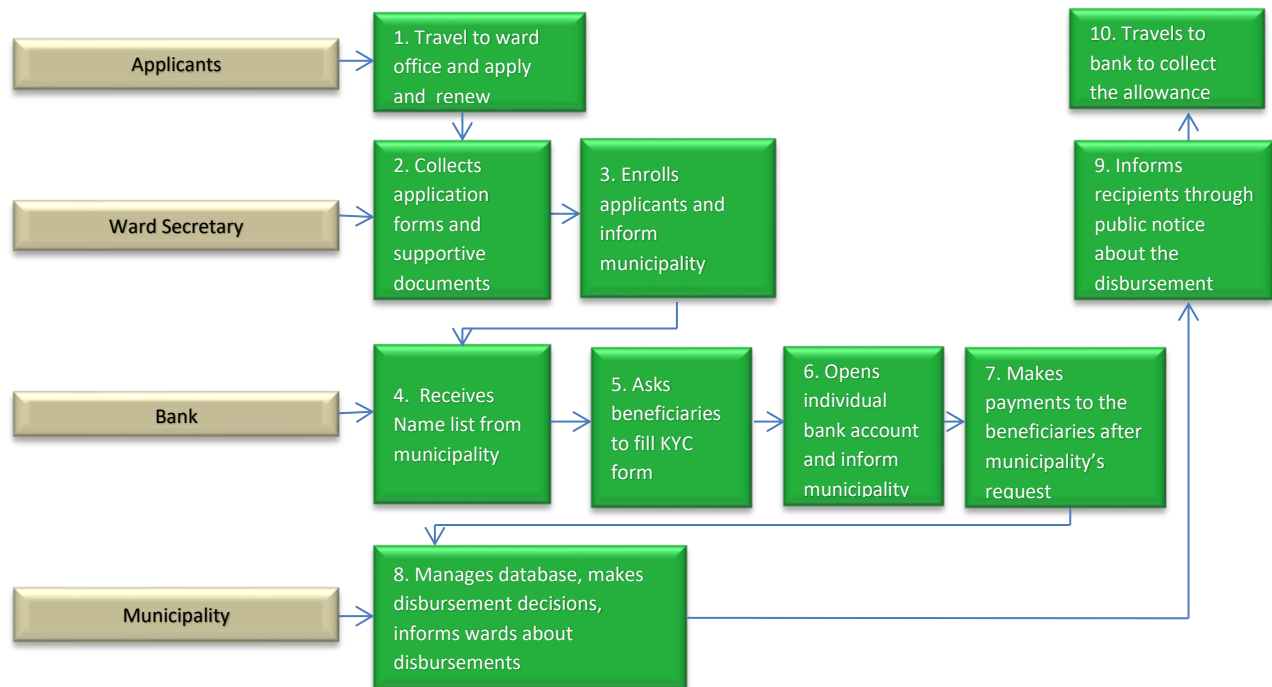 Applicants
1. Travel to ward
office and apply
and renew
10. Travels to
bank to collect
the allowance
Ward Secretary
2. Collects
application
forms and
supportive
documents
3. Enrolls
applicants and
inform
municipality
9. Informs
recipients through
public notice
about the
disbursement
Bank
4. Receives
Name list from
municipality
5. Asks
beneficiaries
to fill KYC
form
6. Opens
individual
bank account
and inform
municipality
7. Makes
payments to the
beneficiaries after
municipality’s
request
Municipality
8. Manages database, makes
disbursement decisions,
informs wards about
disbursements